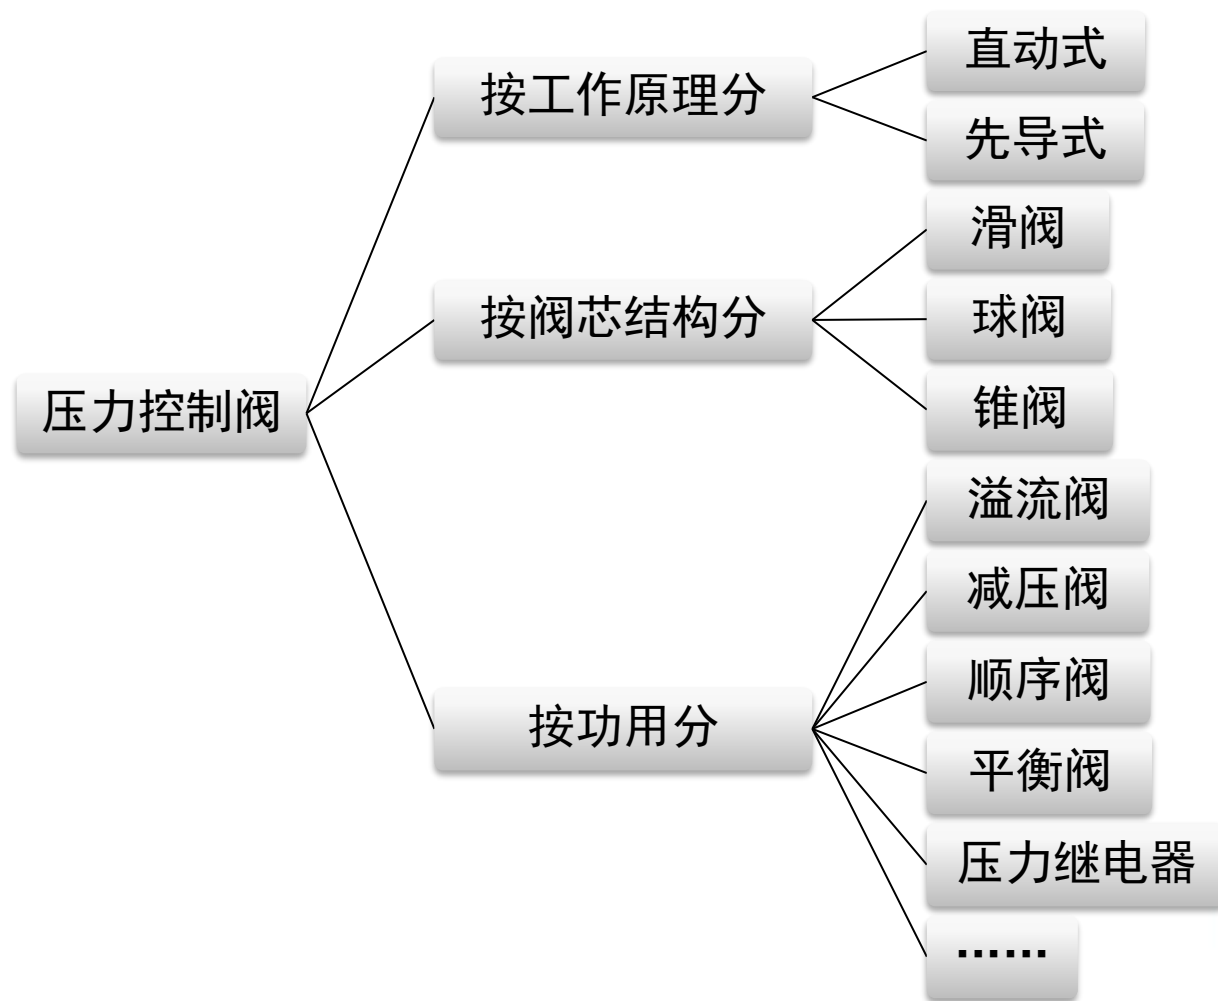 压力控制阀
按工作原理分
直动式
先导式
按阀芯结构分
滑阀
球阀
锥阀
按功用分
溢流阀
减压阀
顺序阀
平衡阀
压力继电器
……